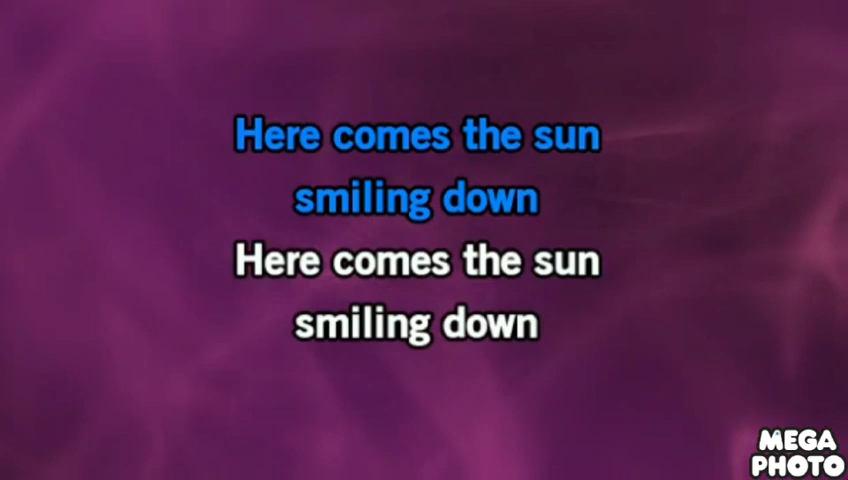 Here comes the sun
smiling down
Here comes the sun
smiling down
MEGA
PHOTO